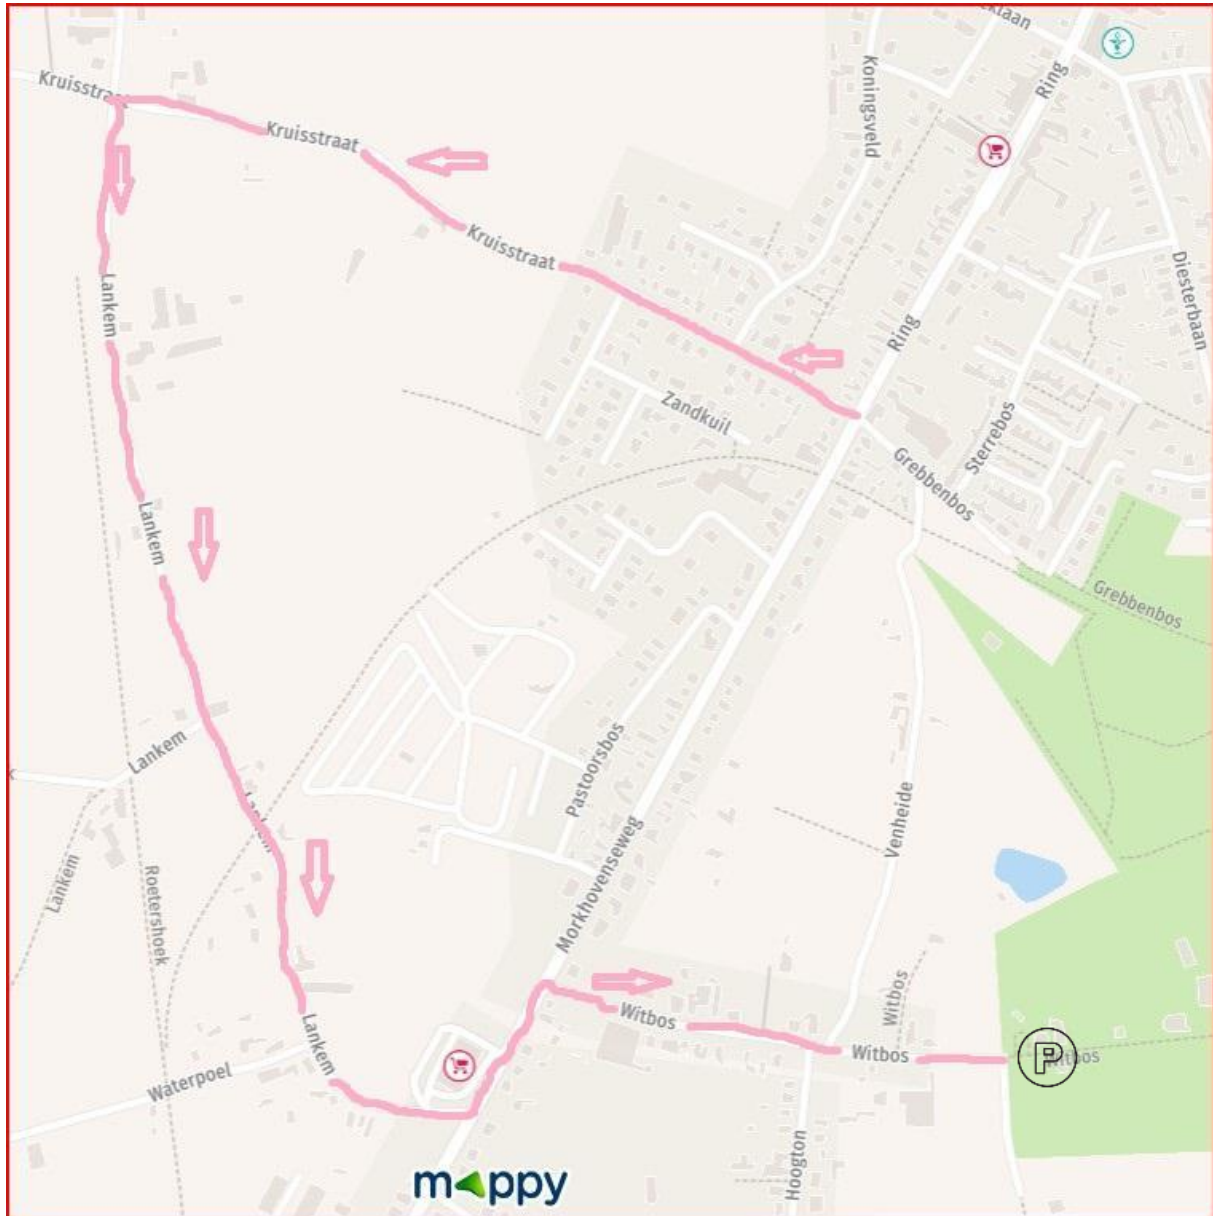 Ring
Koningsveld
Kruisstraat
Kruisstraat
Kruisstraat
Ring
Diesterbaan
Lankem
Zandkuil
Sterrebos
Grebbenbos
Lankem
Grebbenbos
Pastoorsbos
Lankem
Lankem
Venheide
Morkhovenseweg
Lankem
Roetershoek
Witbos
Witbos
Witbos
P
Witbos
Lankem
Waterpoel
Hoogton
mappy